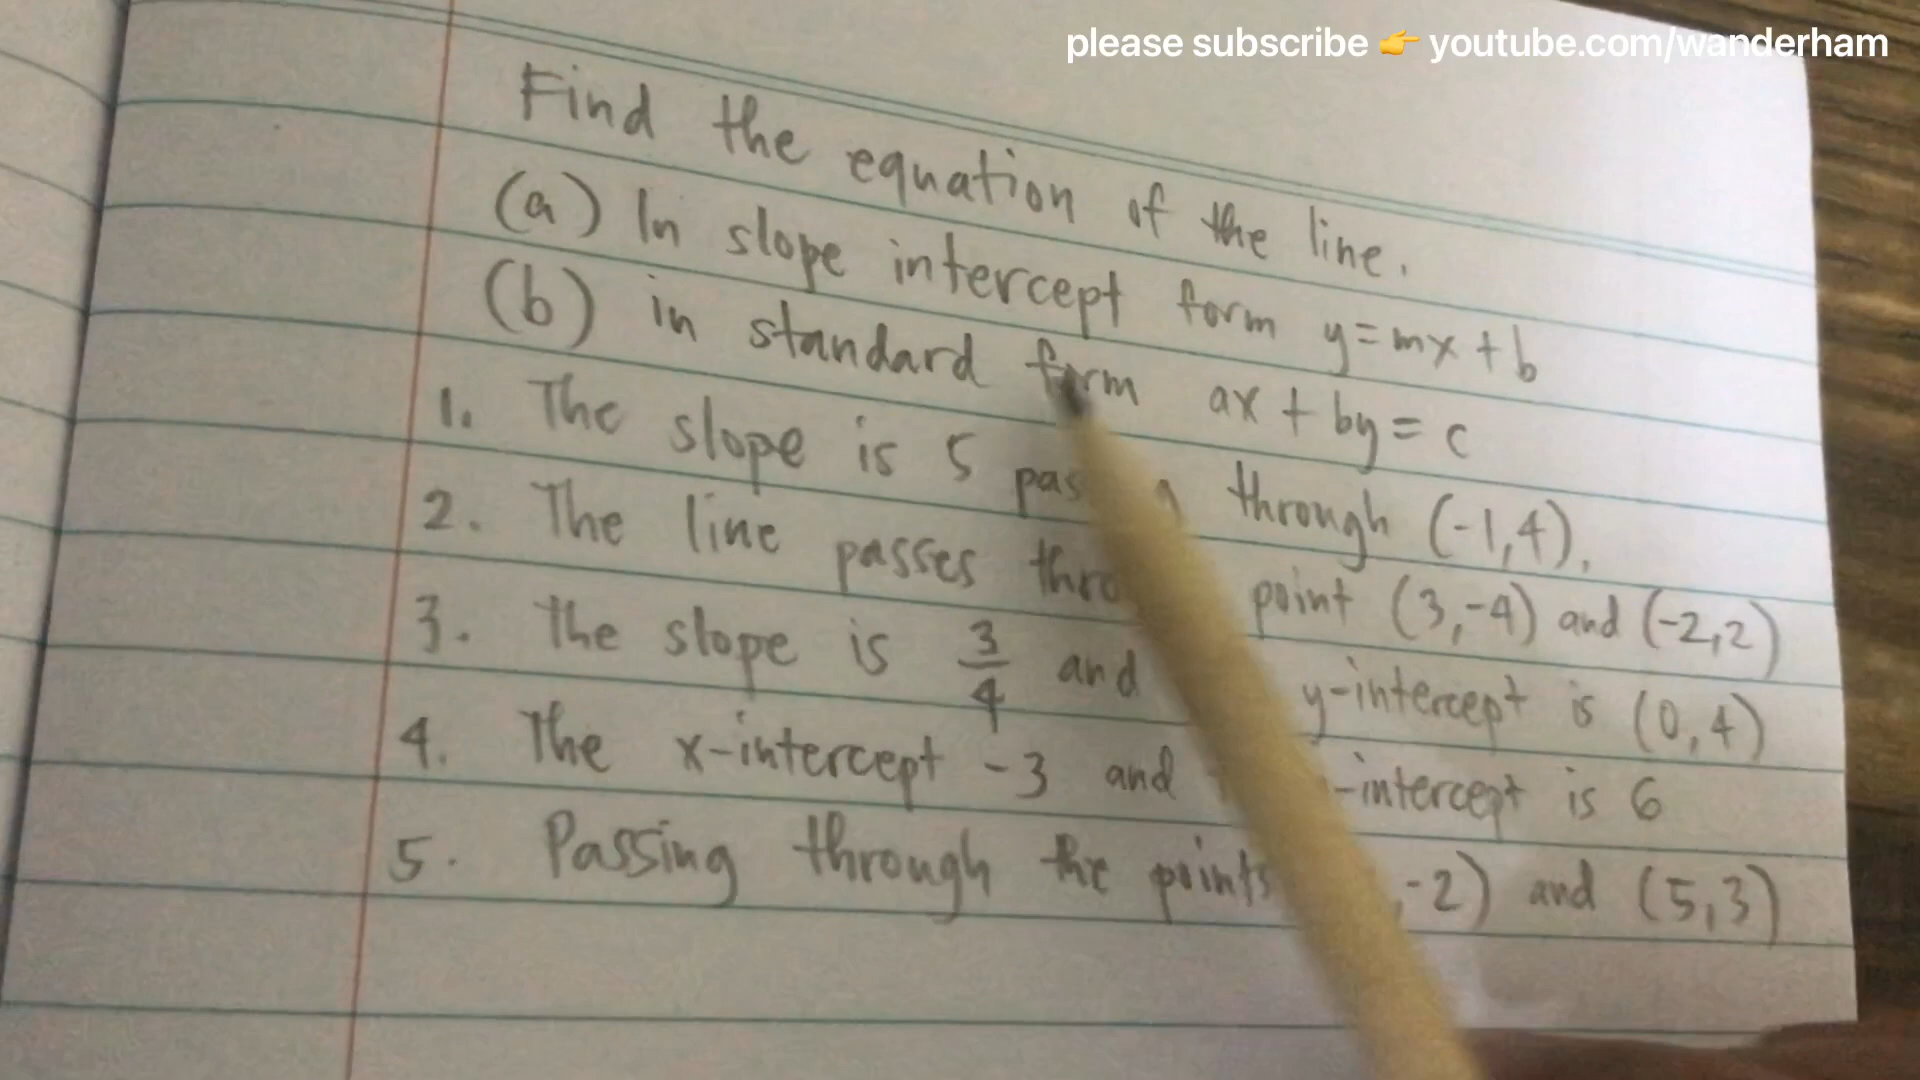 please subscribe 👉 youtube.com/wanderham
Find the equation of the line.
(a) In slope intercept form y=mx+b
(b) in standard form ax + by = c
1. The slope is 5 through (-1,4).
2. The line passes point (3,-4) and (-2,2)
3. The slope is 3/4 and y-intercept is (0,4)
4. The x-intercept -3 and -intercept is 6
5. Passing through the points ,-2) and (5,3)